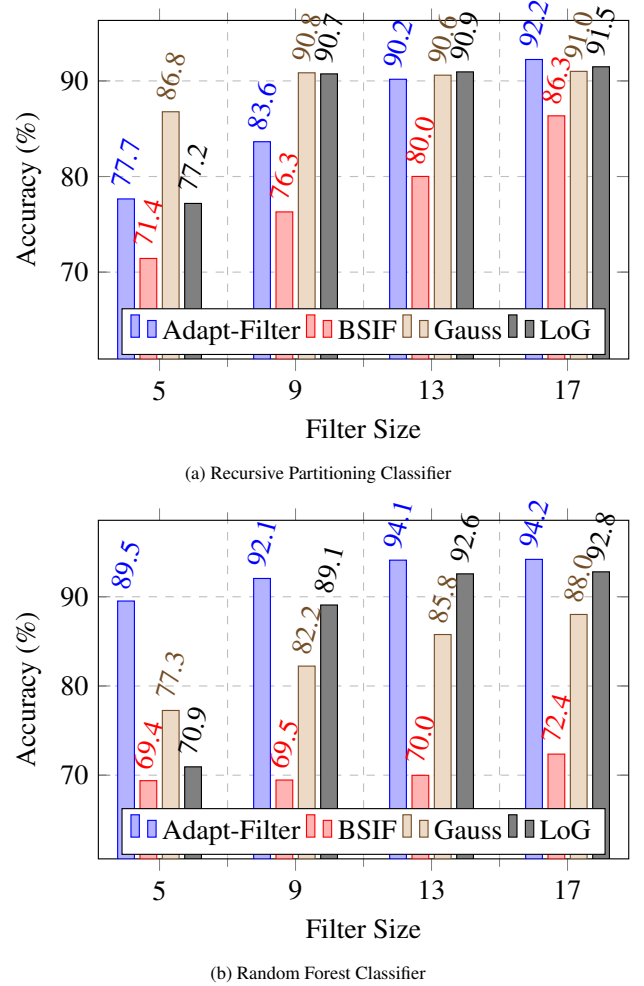 77.7 71.4 86.8 77.2 83.6 76.3 90.8 90.7 90.2 80.0 90.6 90.9 92.2 86.3 91.0 91.5
90
80
70
Accuracy (%)
Adapt-Filter BSIF Gauss LoG
5 9 13 17
Filter Size
(a) Recursive Partitioning Classifier
89.5 69.4 77.3 70.9 92.1 69.5 82.2 89.1 94.1 70.0 85.8 92.6 94.2 72.4 88.0 92.8
90
80
70
Accuracy (%)
Adapt-Filter BSIF Gauss LoG
5 9 13 17
Filter Size
(b) Random Forest Classifier